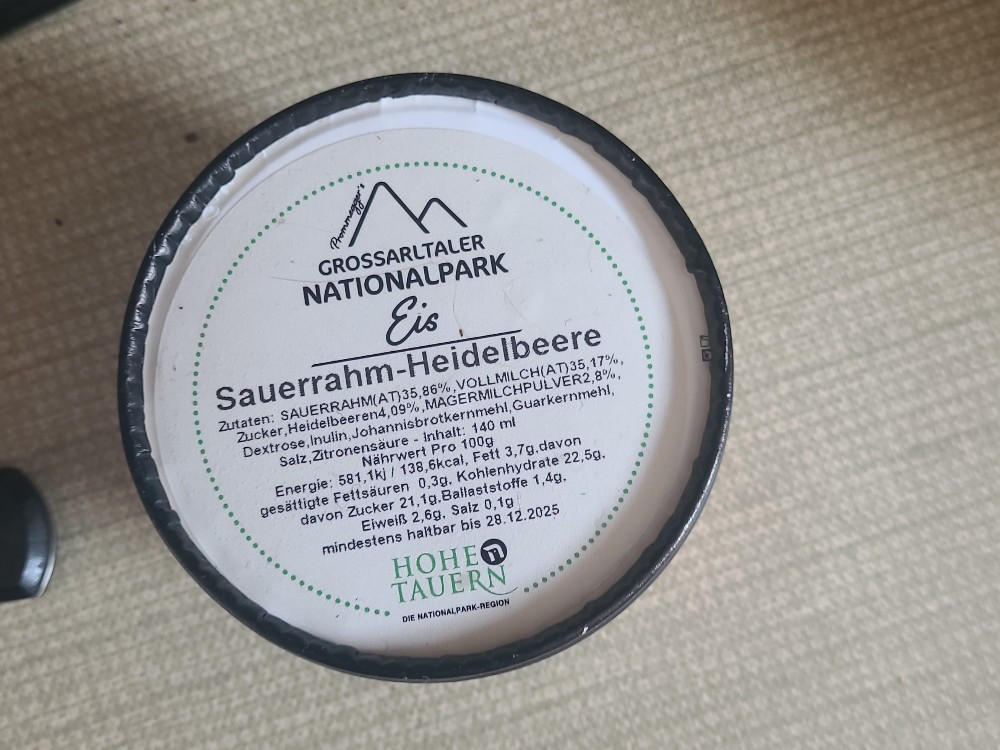 Prommegger's
GROSSARLTALER
NATIONALPARK
Eis
Sauerrahm-Heidelbeere
Zutaten: SAUERRAHM(AT)35,86%,VOLLMILCH(AT)35,17%,
Zucker,Heidelbeeren4,09%,MAGERMILCHPULVER2,8%,
Dextrose,Inulin,Johannisbrotkernmehl,Guarkernmehl,
Salz,Zitronensäure - Inhalt: 140 ml
Nährwert Pro 100g
Energie: 581,1kj / 138,6kcal, Fett 3,7g,davon
gesättigte Fettsäuren 0,3g, Kohlenhydrate 22,5g,
davon Zucker 21,1g,Ballaststoffe 1,4g,
Eiweiß 2,6g, Salz 0,1g
mindestens haltbar bis 28.12.2025
HOHE n
TAUERN
DIE NATIONALPARK-REGION